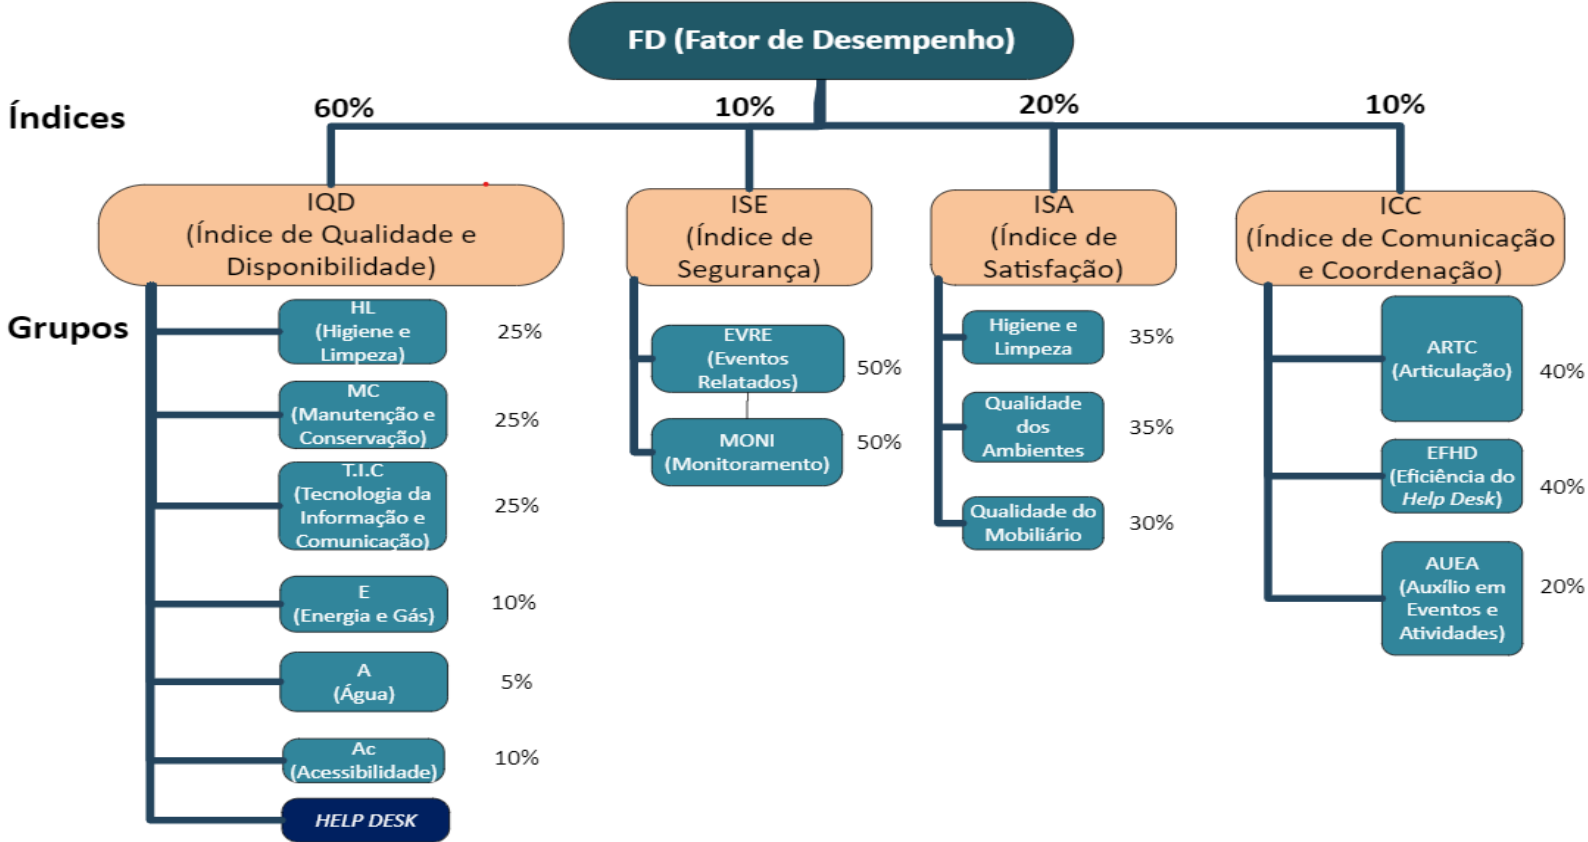 FD (Fator de Desempenho)
Índices
60%
10%
20%
10%
IQD
(Índice de Qualidade e
Disponibilidade)
ISE
(Índice de
Segurança)
ISA
(Índice de
Satisfação)
ICC
(Índice de Comunicação
e Coordenação)
Grupos
HL
(Higiene e
Limpeza)
25%
MC
(Manutenção e
Conservação)
25%
T.I.C
(Tecnologia da
Informação e
Comunicação)
25%
E
(Energia e Gás)
10%
A
(Água)
5%
Ac
(Acessibilidade)
10%
HELP DESK
EVRE
(Eventos
Relatados)
50%
MONI
(Monitoramento)
50%
Higiene e
Limpeza
35%
Qualidade
dos
Ambientes
35%
Qualidade do
Mobiliário
30%
ARTC
(Articulação)
40%
EFHD
(Eficiência do
Help Desk)
40%
AUEA
(Auxílio em
Eventos e
Atividades)
20%